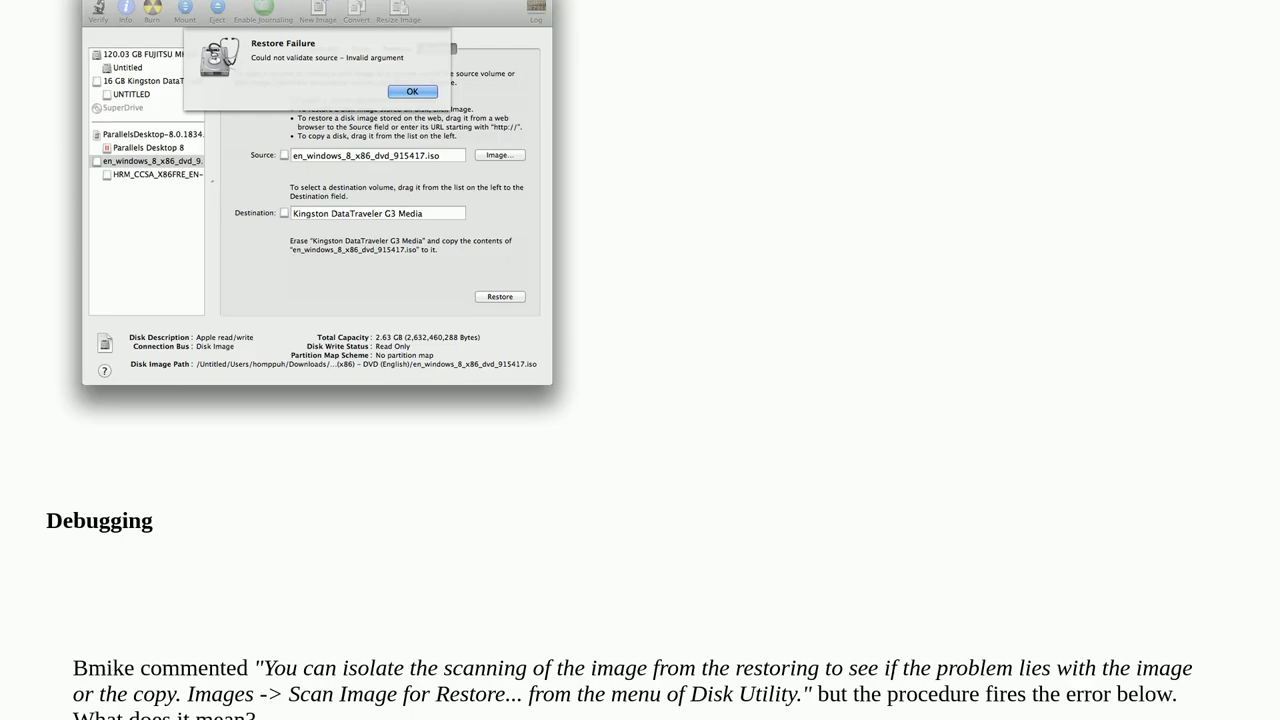 Verify Info Burn Mount Eject Enable Journaling New Image Convert Resize Image Log
Restore Failure
Could not validate source – Invalid argument
OK
120.03 GB FUJITSU
Untitled
16 GB Kingston DataT
UNTITLED
SuperDrive
ParallelsDesktop-8.0.1834.
Parallels Desktop 8
en_windows_8_x86_dvd_9.
HRM_CCSA_X86FRE_EN-
source volume or
image.
• To restore a disk image stored on the web, drag it from a web
browser to the Source field or enter its URL starting with "http://".
• To copy a disk, drag it from the list on the left.
Source: en_windows_8_x86_dvd_915417.iso Image...
To select a destination volume, drag it from the list on the left to the
Destination field.
Destination: Kingston DataTraveler G3 Media
Erase "Kingston DataTraveler G3 Media" and copy the contents of
"en_windows_8_x86_dvd_915417.iso" to it.
Restore
Disk Description : Apple read/write Total Capacity : 2.63 GB (2,632,460,288 Bytes)
Connection Bus : Disk Image Disk Write Status : Read Only
Partition Map Scheme : No partition map
Disk Image Path : /Untitled/Users/homppuh/Downloads/...(x86) – DVD (English)/en_windows_8_x86_dvd_915417.iso
?
Debugging
Bmike commented "You can isolate the scanning of the image from the restoring to see if the problem lies with the image
or the copy. Images -> Scan Image for Restore... from the menu of Disk Utility." but the procedure fires the error below.
What does it mean?